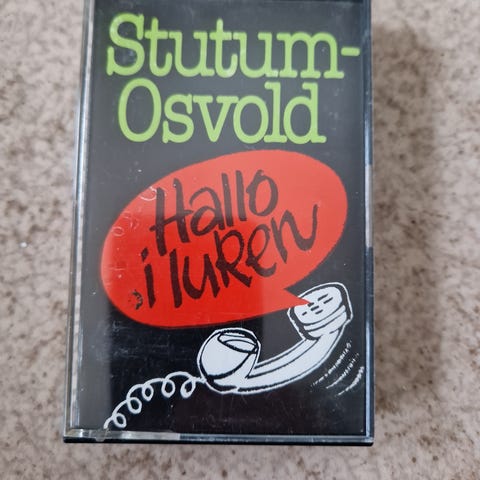 Stutum-
Osvold
Hallo
i luren